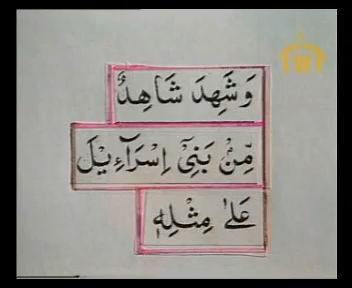 وَشَهِدَ شَاهِدٌ
مِّنْ بَنِىٓ اِسْرَآءِيْلَ
عَلٰى مِثْلِهٖ